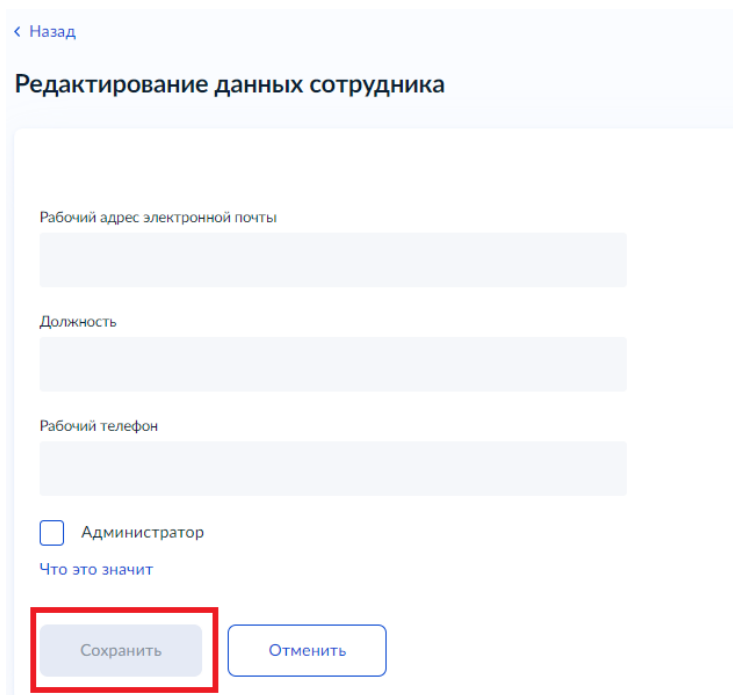 Назад
Редактирование данных сотрудника
Рабочий адрес электронной почты
Должность
Рабочий телефон
Администратор
Что это значит
Сохранить Отменить